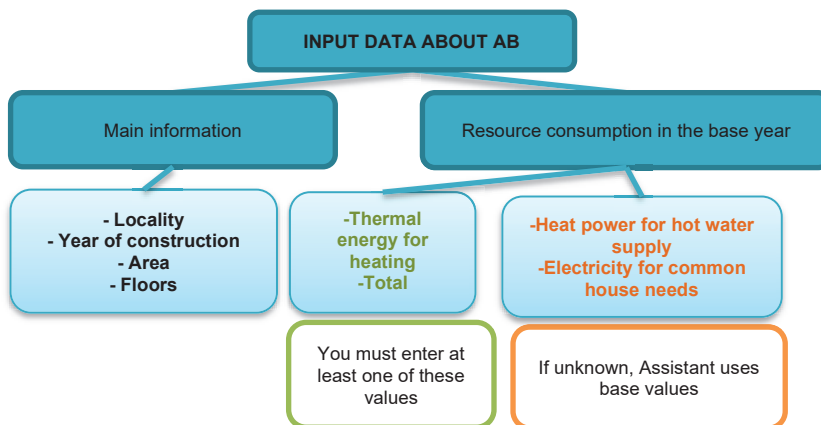 INPUT DATA ABOUT AB
Main information
Resource consumption in the base year
- Locality
- Year of construction
- Area
- Floors
-Thermal
energy for
heating
-Total
-Heat power for hot water
supply
-Electricity for common
house needs
You must enter at
least one of these
values
If unknown, Assistant uses
base values